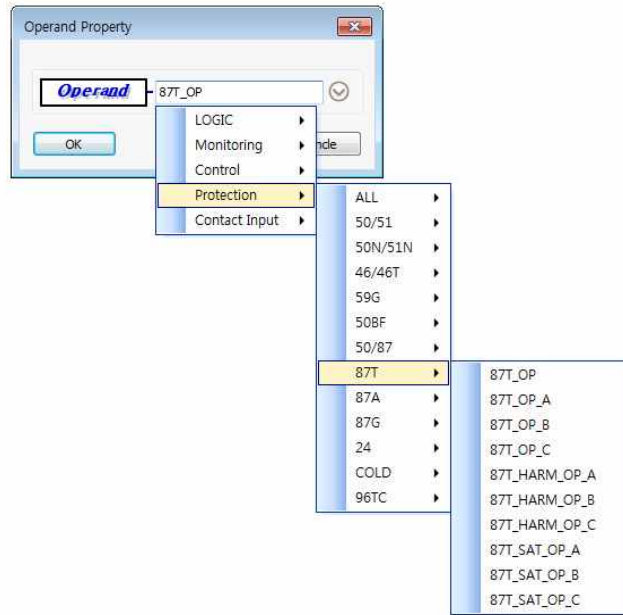 Operand Property
Operand
87T_OP
OK
ncle
LOGIC
Monitoring
Control
Protection
Contact Input
ALL
50/51
50N/51N
46/46T
59G
50BF
50/87
87T
87A
87G
24
COLD
96TC
87T_OP
87T_OP_A
87T_OP_B
87T_OP_C
87T_HARM_OP_A
87T_HARM_OP_B
87T_HARM_OP_C
87T_SAT_OP_A
87T_SAT_OP_B
87T_SAT_OP_C